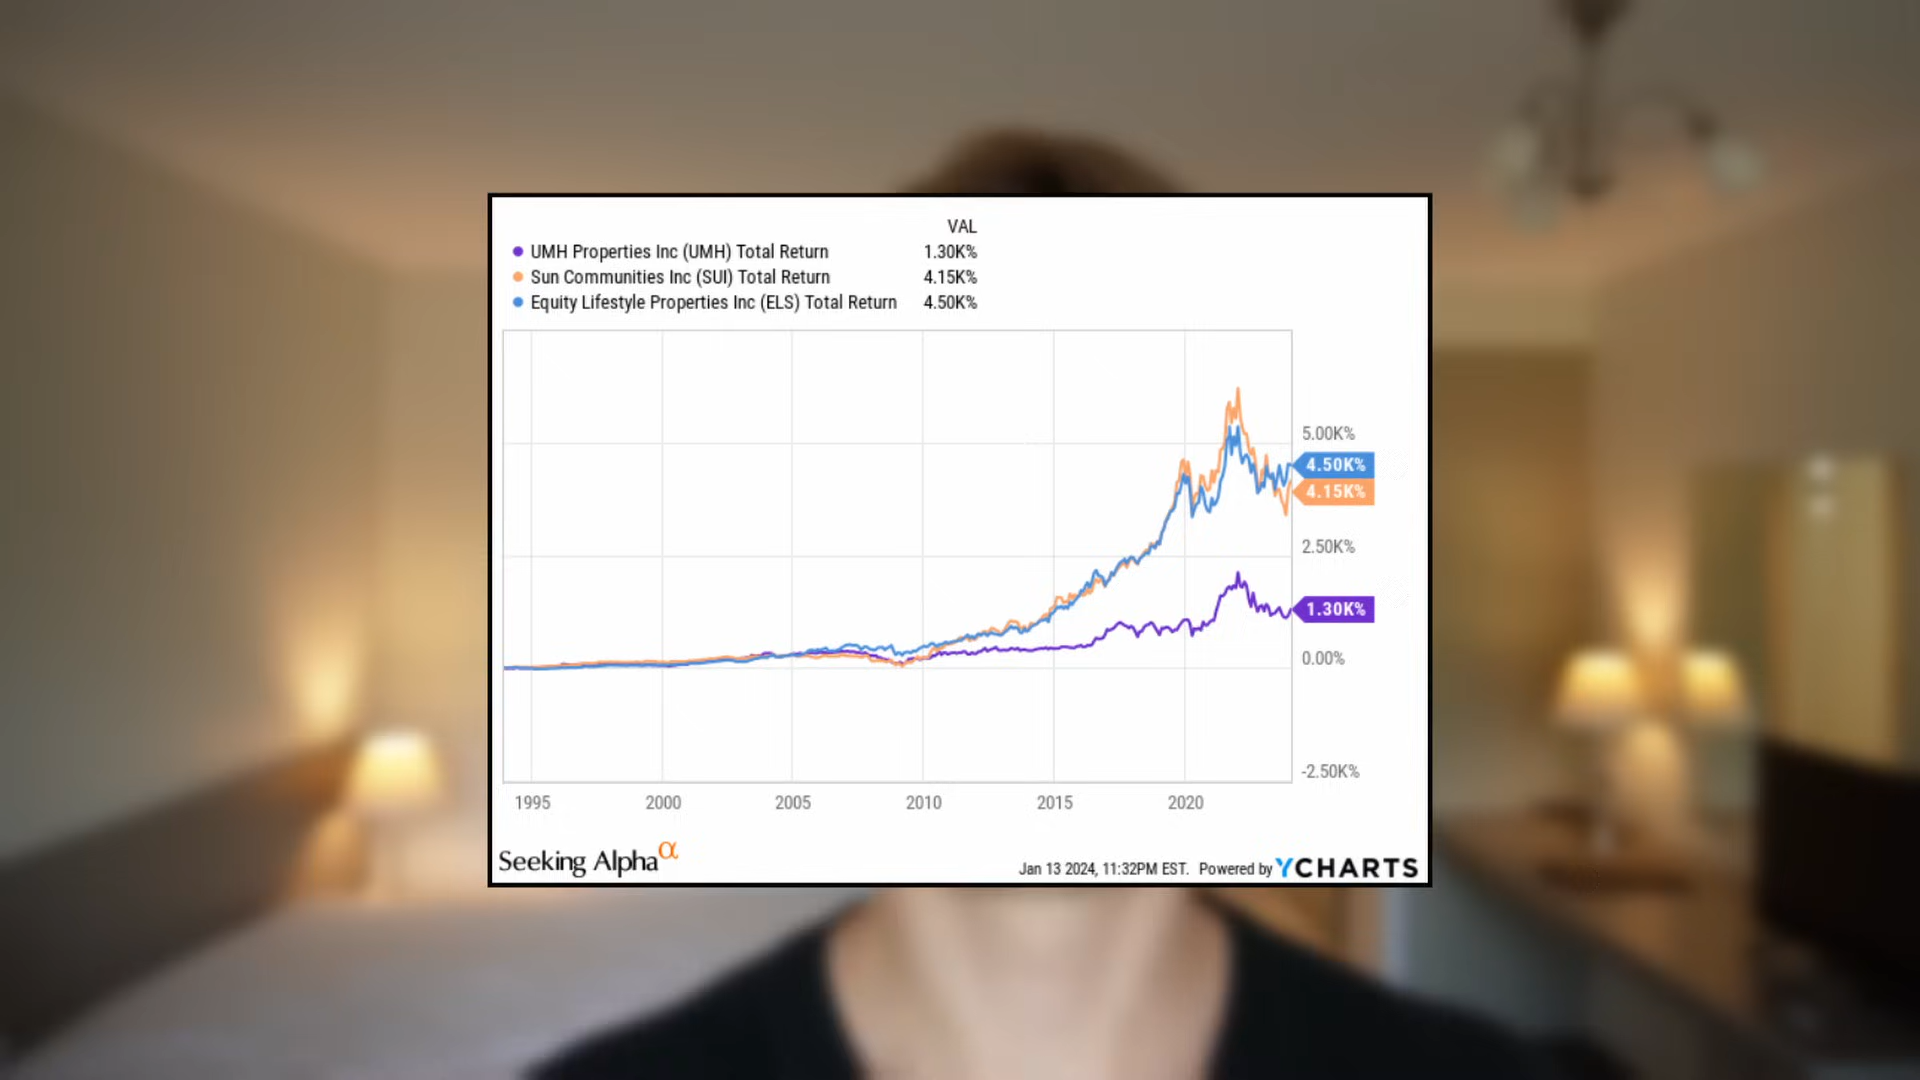 VAL
UMH Properties Inc (UMH) Total Return 1.30K%
Sun Communities Inc (SUI) Total Return 4.15K%
Equity Lifestyle Properties Inc (ELS) Total Return 4.50K%
5.00K%
4.50K%
4.15K%
2.50K%
1.30K%
0.00%
-2.50K%
1995 2000 2005 2010 2015 2020
Seeking Alpha α
Jan 13 2024, 11:32PM EST. Powered by YCHARTS